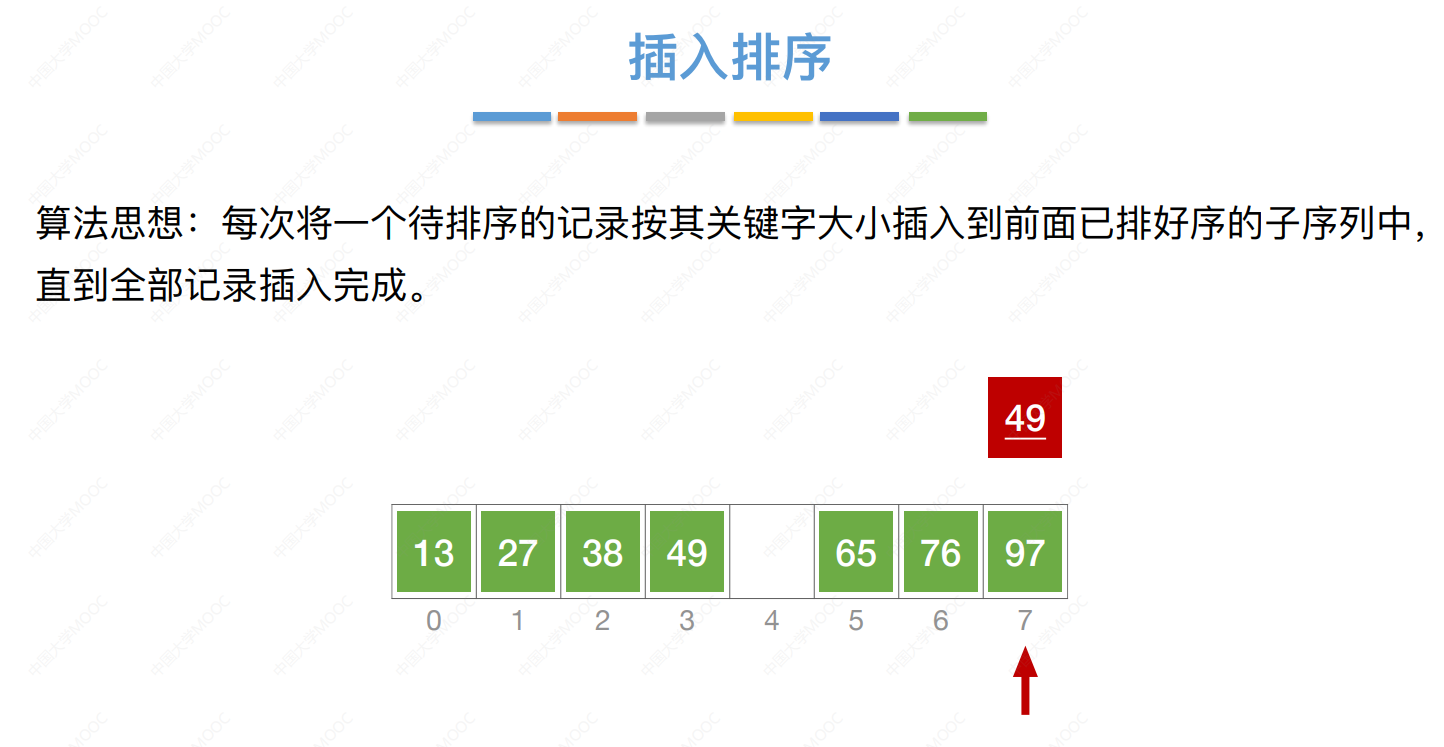 插入排序
算法思想：每次将一个待排序的记录按其关键字大小插入到前面已排好序的子序列中，
直到全部记录插入完成。
49
13 27 38 49 65 76 97
0 1 2 3 4 5 6 7
中国大学MOOC